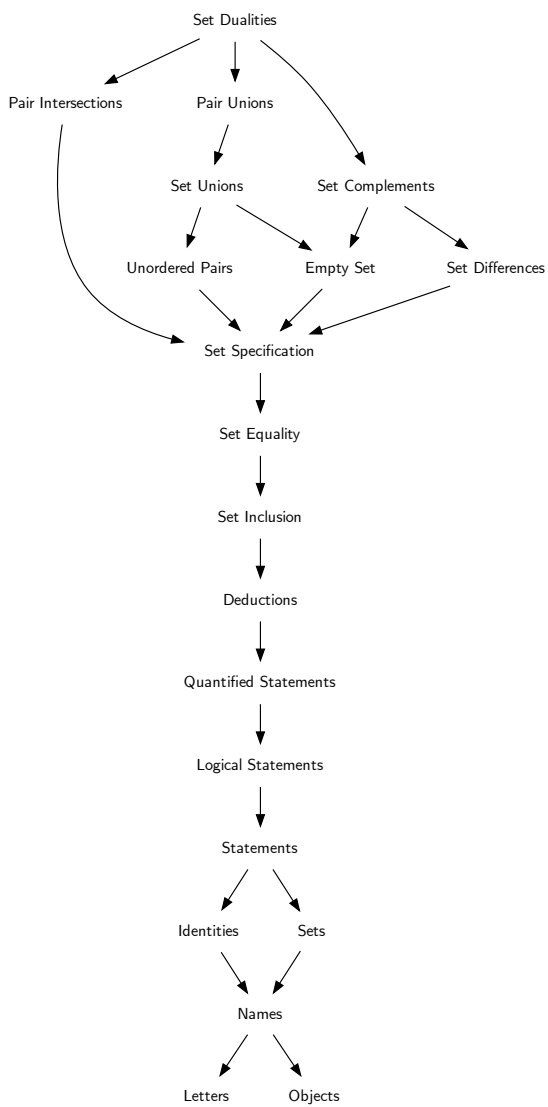 Set Dualities
Pair Intersections
Pair Unions
Set Unions
Set Complements
Unordered Pairs
Empty Set
Set Differences
Set Specification
Set Equality
Set Inclusion
Deductions
Quantified Statements
Logical Statements
Statements
Identities
Sets
Names
Letters
Objects